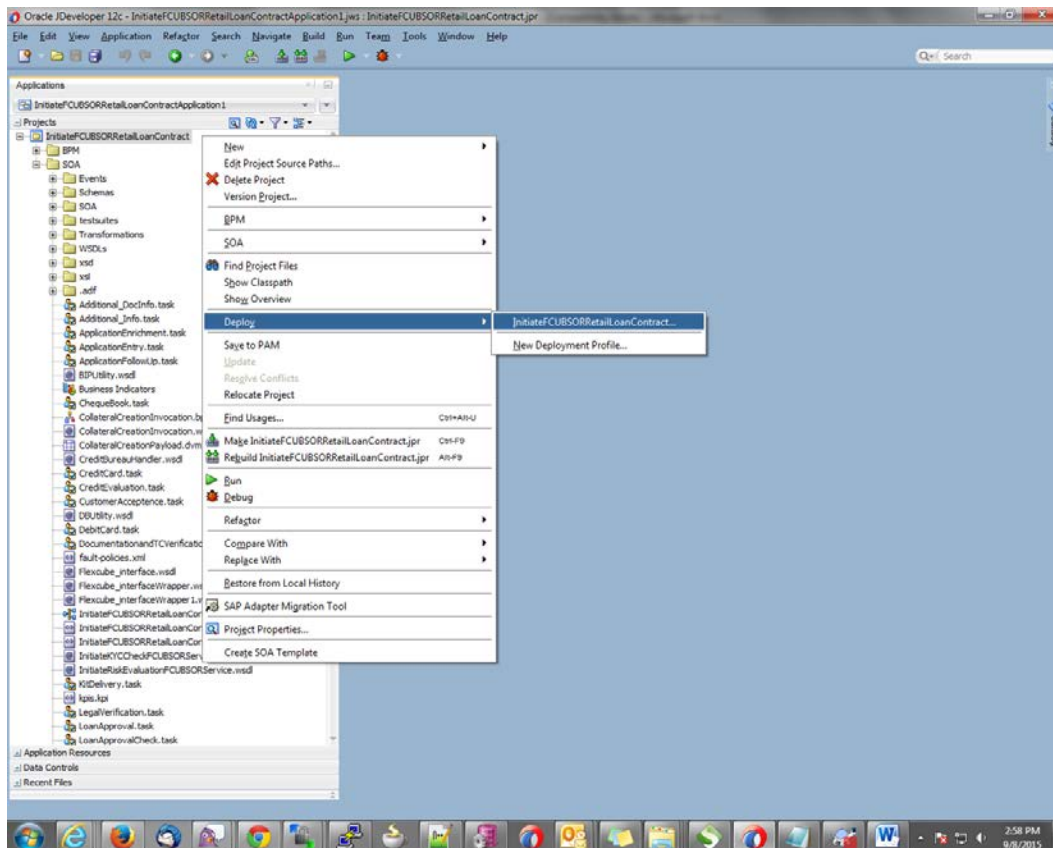 Oracle JDeveloper 12c - InitiateFCUBSORRetailLoanContractApplication1.jws : InitiateFCUBSORRetailLoanContract.jpr
File Edit View Application Refactor Search Navigate Build Run Team Tools Window Help
Search
Applications
InitiateFCUBSORRetailLoanContractApplication1
Projects
InitiateFCUBSORRetailLoanContract
BPM
SOA
Events
Schemas
SOA
testsuites
Transformations
WSDLs
xsd
xsl
.adf
Additional_DocInfo.task
Additional_Info.task
ApplicationEnrichment.task
ApplicationEntry.task
ApplicationFollowUp.task
BIPUtility.wsdl
Business Indicators
ChequeBook.task
CollateralCreationInvocation.b
CollateralCreationInvocation.w
CollateralCreationPayload.dvm
CreditBureauHandler.wsdl
CreditCard.task
CreditEvaluation.task
CustomerAcceptence.task
DBUtility.wsdl
DebitCard.task
DocumentationandTCVerificatio
fault-policies.xml
Flexcube_interface.wsdl
Flexcube_interfaceWrapper.ws
Flexcube_interfaceWrapper1.w
InitiateFCUBSORRetailLoanCon
InitiateFCUBSORRetailLoanCon
InitiateFCUBSORRetailLoanCon
InitiateKYCCheckFCUBSORServ
InitiateRiskEvaluationFCUBSORService.wsdl
KitDelivery.task
kpis.kpi
LegalVerification.task
LoanApproval.task
LoanApprovalCheck.task
Application Resources
Data Controls
Recent Files
New
Edit Project Source Paths...
Delete Project
Version Project...
BPM
SOA
Find Project Files
Show Classpath
Show Overview
Deploy
Save to PAM
Update
Resolve Conflicts
Relocate Project
Find Usages... Ctrl+Alt-U
Make InitiateFCUBSORRetailLoanContract.jpr Ctrl-F9
Rebuild InitiateFCUBSORRetailLoanContract.jpr Alt-F9
Run
Debug
Refactor
Compare With
Replace With
Restore from Local History
SAP Adapter Migration Tool
Project Properties...
Create SOA Template
InitiateFCUBSORRetailLoanContract...
New Deployment Profile...
2:58 PM
9/8/2015